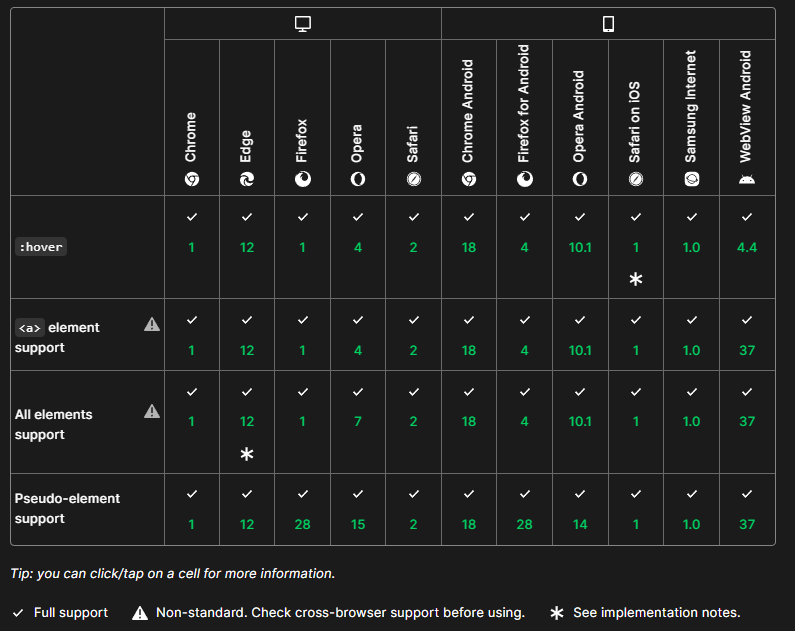 Chrome
Edge
Firefox
Opera
Safari
Chrome Android
Firefox for Android
Opera Android
Safari on iOS
Samsung Internet
WebView Android
:hover
✓ ✓ ✓ ✓ ✓ ✓ ✓ ✓ ✓ ✓ ✓
1 12 1 4 2 18 4 10.1 1 1.0 4.4
*
<a> element
support
✓ ✓ ✓ ✓ ✓ ✓ ✓ ✓ ✓ ✓ ✓
1 12 1 4 2 18 4 10.1 1 1.0 37
All elements
support
✓ ✓ ✓ ✓ ✓ ✓ ✓ ✓ ✓ ✓ ✓
1 12 1 7 2 18 4 10.1 1 1.0 37
*
Pseudo-element
support
✓ ✓ ✓ ✓ ✓ ✓ ✓ ✓ ✓ ✓ ✓
1 12 28 15 2 18 28 14 1 1.0 37
Tip: you can click/tap on a cell for more information.
✓ Full support ⚠ Non-standard. Check cross-browser support before using. * See implementation notes.